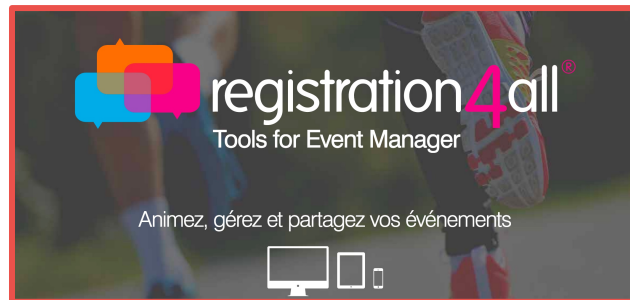 registration4all®
Tools for Event Manager
Animez, gérez et partagez vos événements